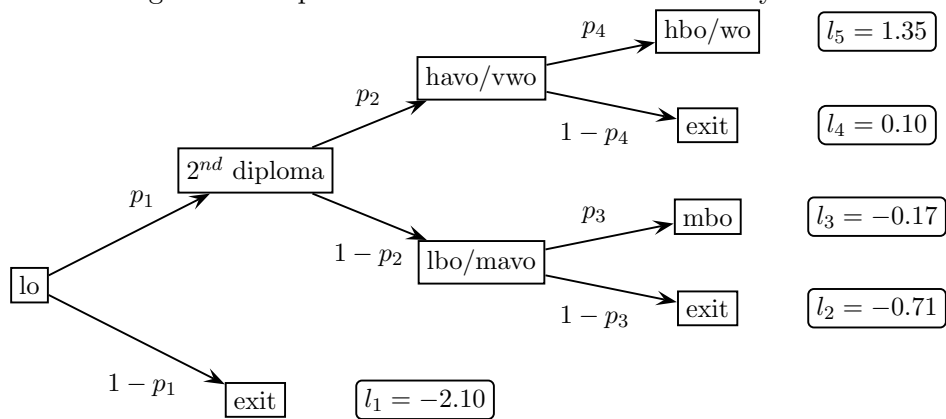 p₄ hbo/wo l₅ = 1.35
havo/vwo
p₂ exit l₄ = 0.10
1 − p₄
2ⁿᵈ diploma
p₁ p₃ mbo l₃ = −0.17
1 − p₂ lbo/mavo
lo
1 − p₃ exit l₂ = −0.71
1 − p₁ exit l₁ = −2.10